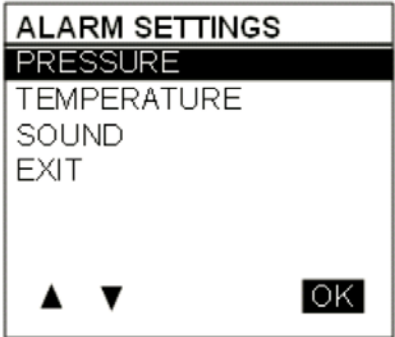 ALARM SETTINGS
PRESSURE
TEMPERATURE
SOUND
EXIT
▲ ▼ OK